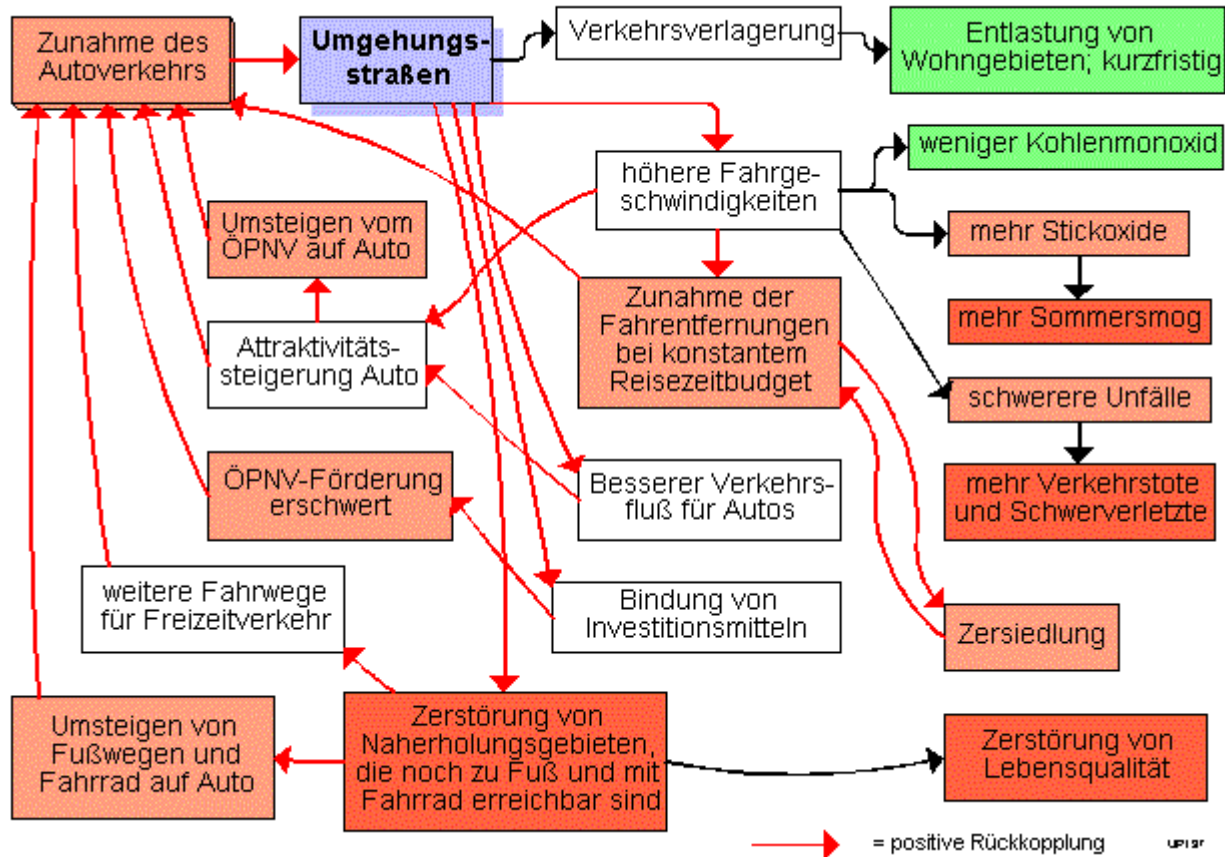 Zunahme des
Autoverkehrs
Umgehungs-
straßen
Verkehrsverlagerung
Entlastung von
Wohngebieten; kurzfristig
weniger Kohlenmonoxid
höhere Fahrge-
schwindigkeiten
mehr Stickoxide
Umsteigen vom
ÖPNV auf Auto
Zunahme der
Fahrentfernungen
bei konstantem
Reisezeitbudget
mehr Sommersmog
Attraktivitäts-
steigerung Auto
schwerere Unfälle
ÖPNV-Förderung
erschwert
Besserer Verkehrs-
fluß für Autos
mehr Verkehrstote
und Schwerverletzte
weitere Fahrwege
für Freizeitverkehr
Bindung von
Investitionsmitteln
Zersiedlung
Umsteigen von
Fußwegen und
Fahrrad auf Auto
Zerstörung von
Naherholungsgebieten,
die noch zu Fuß und mit
Fahrrad erreichbar sind
Zerstörung von
Lebensqualität
= positive Rückkopplung